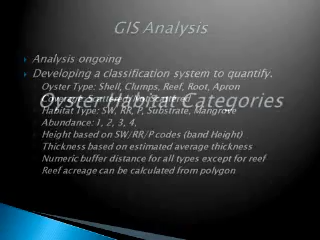 GIS Analysis
Analysis ongoing
Developing a classification system to quantify.
Oyster Type: Shell, Clumps, Reef, Root, Apron
Oyster Habitat Categories
Habitat Type: SW, RR, P, Substrate, Mangrove
Abundance: 1, 2, 3, 4,
Height based on SW/RR/P codes (band Height)
Thickness based on estimated average thickness
Numeric buffer distance for all types except for reef
Reef acreage can be calculated from polygon